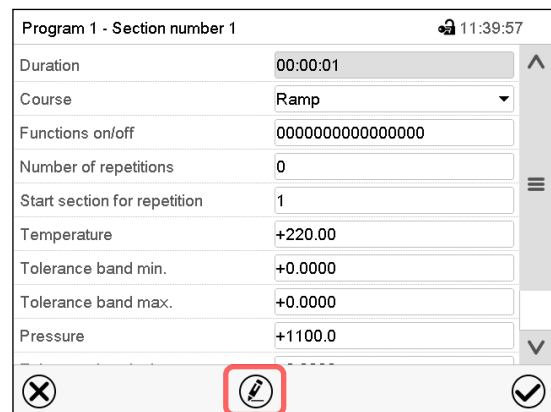 Program 1 - Section number 1 11:39:57
Duration 00:00:01
Course Ramp
Functions on/off 0000000000000000
Number of repetitions 0
Start section for repetition 1
Temperature +220.00
Tolerance band min. +0.0000
Tolerance band max. +0.0000
Pressure +1100.0